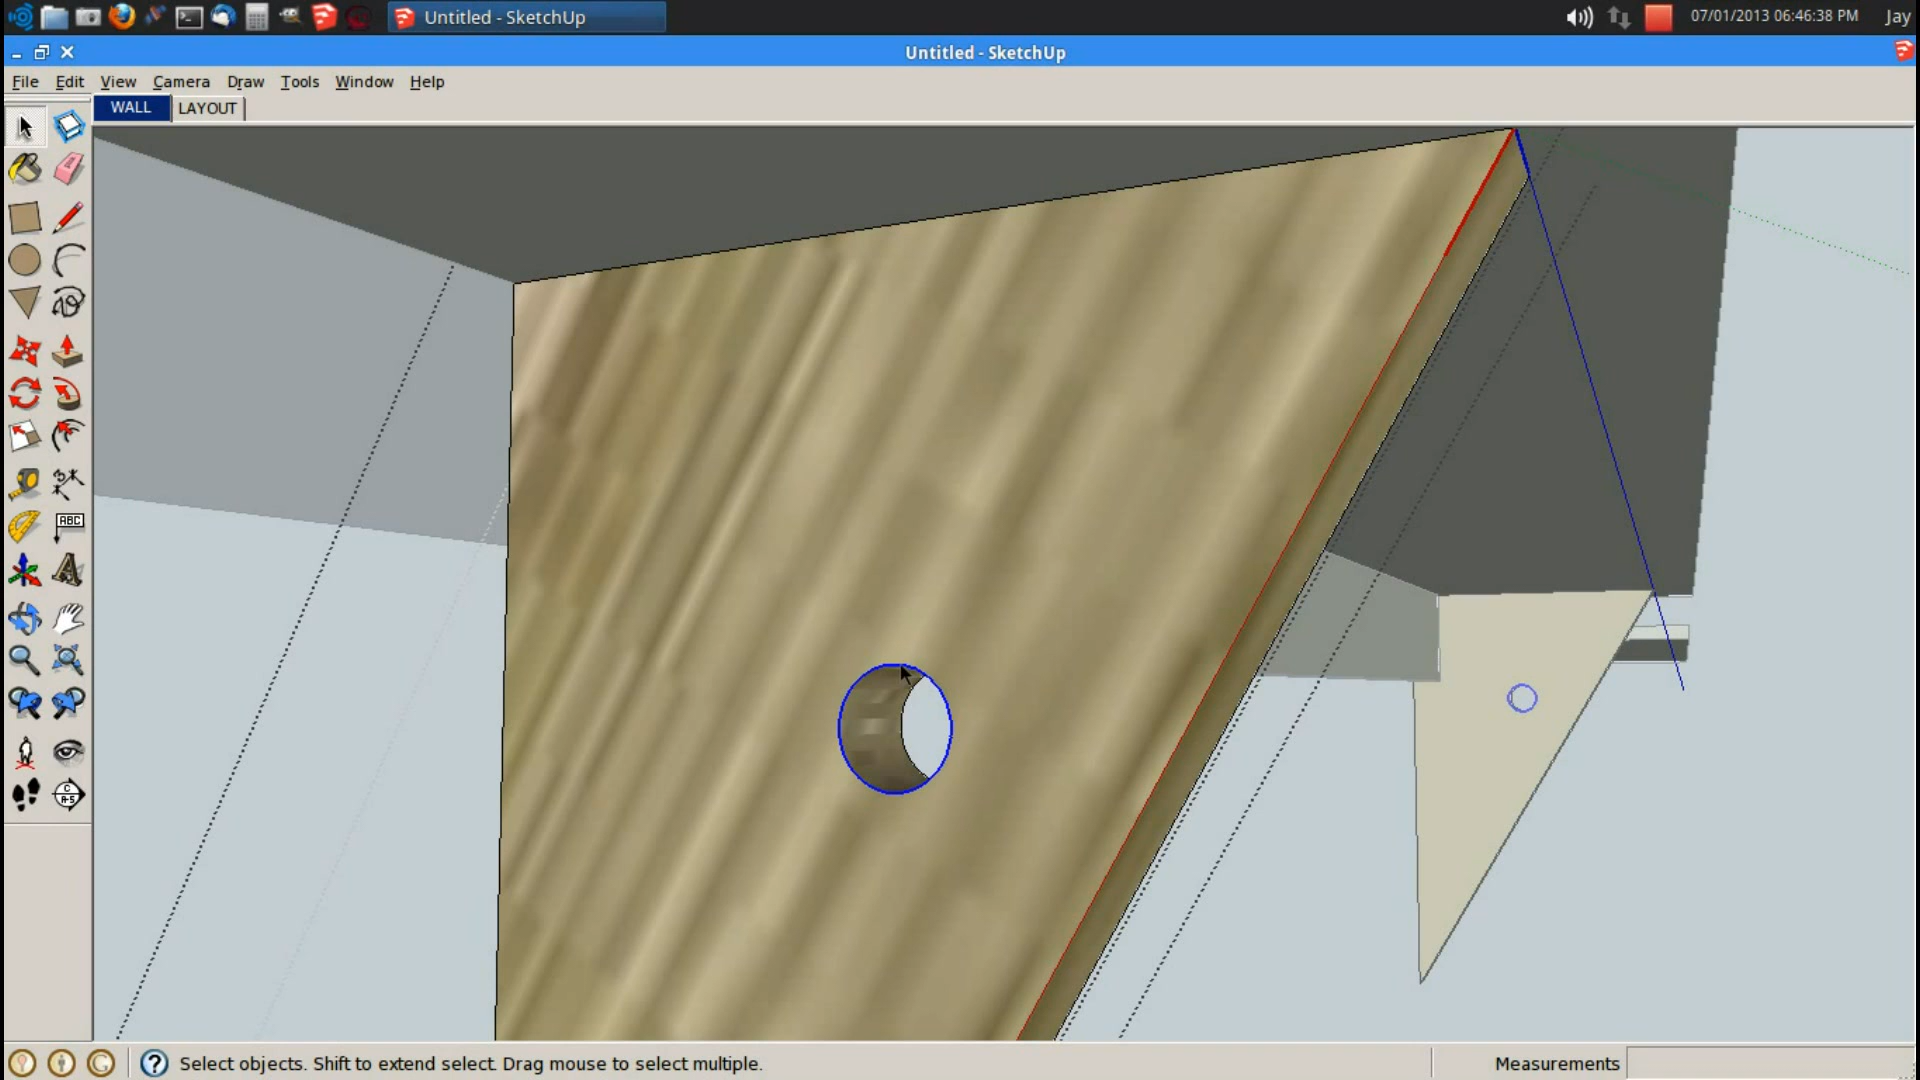 Untitled - SketchUp
07/01/2013 06:46:38 PM Jay
Untitled - SketchUp
File Edit View Camera Draw Tools Window Help
WALL LAYOUT
ABC
A
C
A-5
Select objects. Shift to extend select. Drag mouse to select multiple.
Measurements